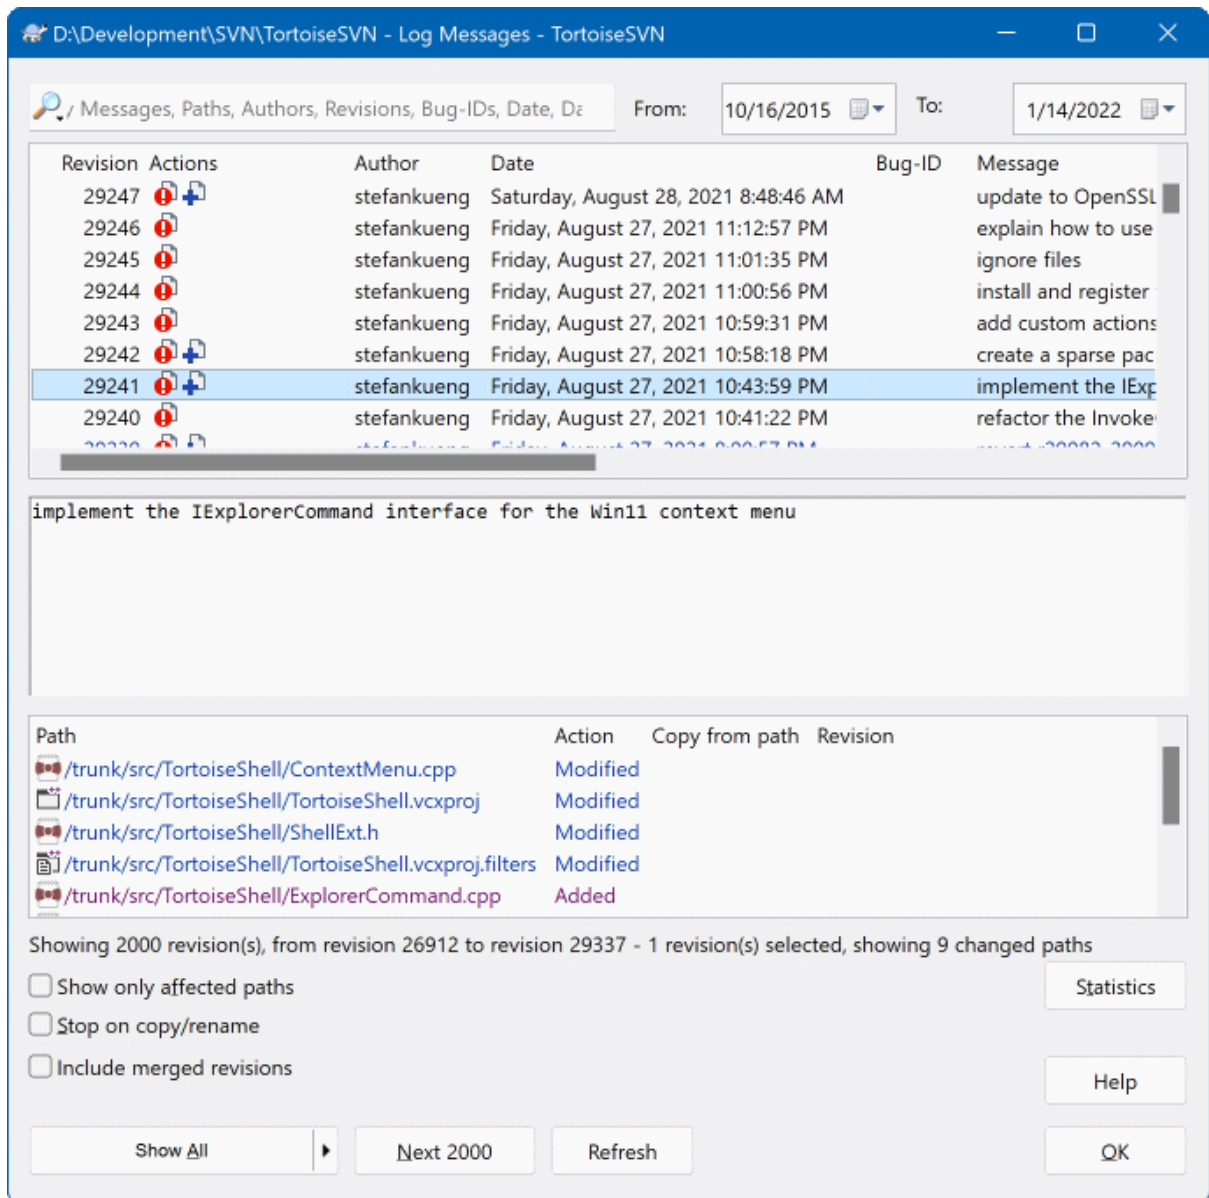 D:\Development\SVN\TortoiseSVN - Log Messages - TortoiseSVN
Messages, Paths, Authors, Revisions, Bug-IDs, Date, Da From: 10/16/2015 To: 1/14/2022
Revision Actions Author Date Bug-ID Message
29247 stefankueng Saturday, August 28, 2021 8:48:46 AM update to OpenSSL
29246 stefankueng Friday, August 27, 2021 11:12:57 PM explain how to use
29245 stefankueng Friday, August 27, 2021 11:01:35 PM ignore files
29244 stefankueng Friday, August 27, 2021 11:00:56 PM install and register
29243 stefankueng Friday, August 27, 2021 10:59:31 PM add custom actions
29242 stefankueng Friday, August 27, 2021 10:58:18 PM create a sparse pac
29241 stefankueng Friday, August 27, 2021 10:43:59 PM implement the IExp
29240 stefankueng Friday, August 27, 2021 10:41:22 PM refactor the Invoke
implement the IExplorerCommand interface for the Win11 context menu
Path Action Copy from path Revision
/trunk/src/TortoiseShell/ContextMenu.cpp Modified
/trunk/src/TortoiseShell/TortoiseShell.vcxproj Modified
/trunk/src/TortoiseShell/ShellExt.h Modified
/trunk/src/TortoiseShell/TortoiseShell.vcxproj.filters Modified
/trunk/src/TortoiseShell/ExplorerCommand.cpp Added
Showing 2000 revision(s), from revision 26912 to revision 29337 - 1 revision(s) selected, showing 9 changed paths
Show only affected paths Statistics
Stop on copy/rename
Include merged revisions
Help
Show All Next 2000 Refresh OK